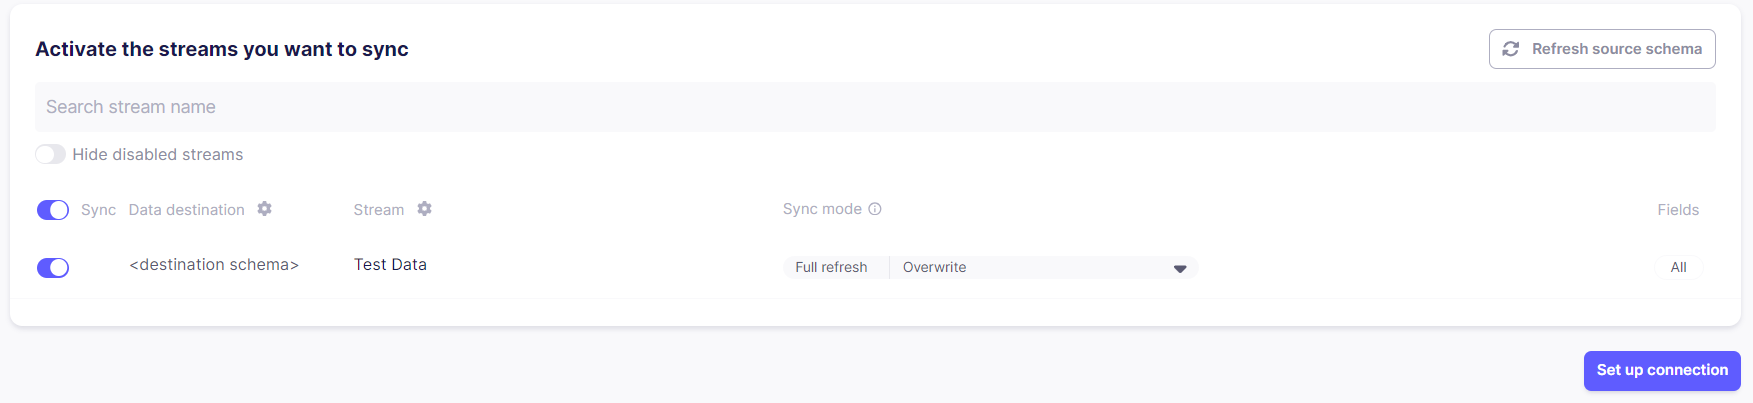 Activate the streams you want to sync
Refresh source schema
Search stream name
Hide disabled streams
Sync Data destination Stream Sync mode Fields
<destination schema> Test Data Full refresh Overwrite All
Set up connection